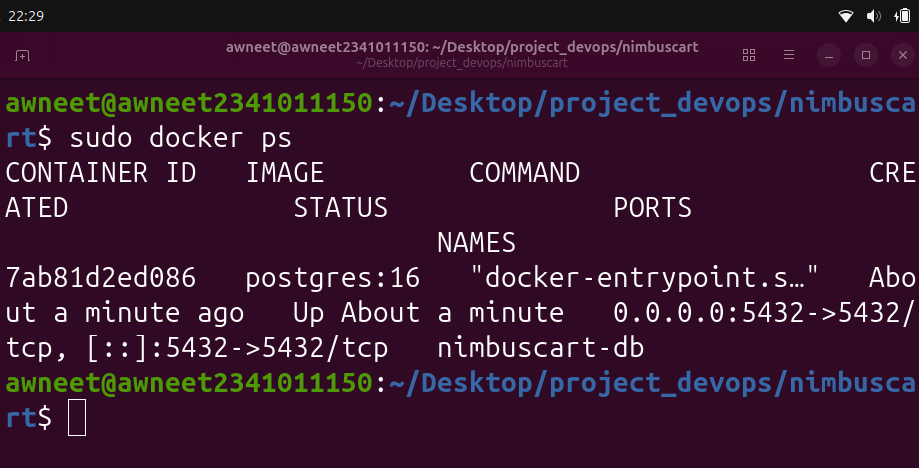 22:29
awneet@awneet2341011150: ~/Desktop/project_devops/nimbuscart
~/Desktop/project_devops/nimbuscart
awneet@awneet2341011150:~/Desktop/project_devops/nimbusca
rt$ sudo docker ps
CONTAINER ID   IMAGE         COMMAND                  CRE
ATED              STATUS              PORTS
                           NAMES
7ab81d2ed086   postgres:16   "docker-entrypoint.s…"   Abo
ut a minute ago   Up About a minute   0.0.0.0:5432->5432/
tcp, [::]:5432->5432/tcp   nimbuscart-db
awneet@awneet2341011150:~/Desktop/project_devops/nimbusca
rt$